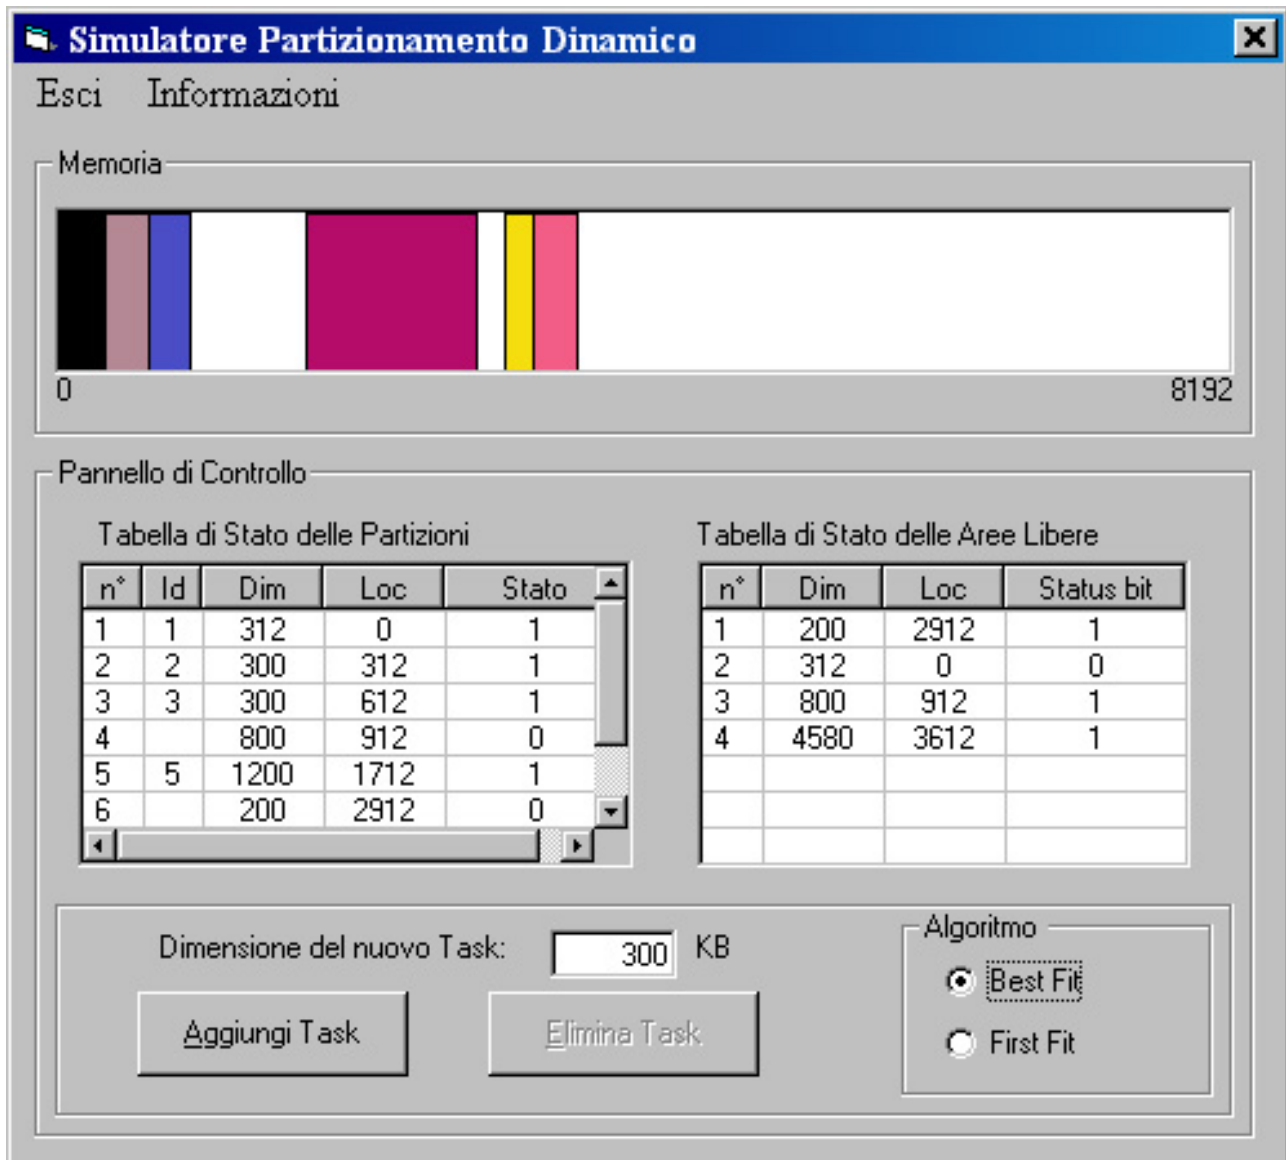 Simulatore Partizionamento Dinamico
Esci Informazioni
Memoria
0 8192
Pannello di Controllo
Tabella di Stato delle Partizioni
n° Id Dim Loc Stato
1 1 312 0 1
2 2 300 312 1
3 3 300 612 1
4 800 912 0
5 5 1200 1712 1
6 200 2912 0
Tabella di Stato delle Aree Libere
n° Dim Loc Status bit
1 200 2912 1
2 312 0 0
3 800 912 1
4 4580 3612 1
Dimensione del nuovo Task: 300 KB
Aggiungi Task Elimina Task
Algoritmo
Best Fit
First Fit